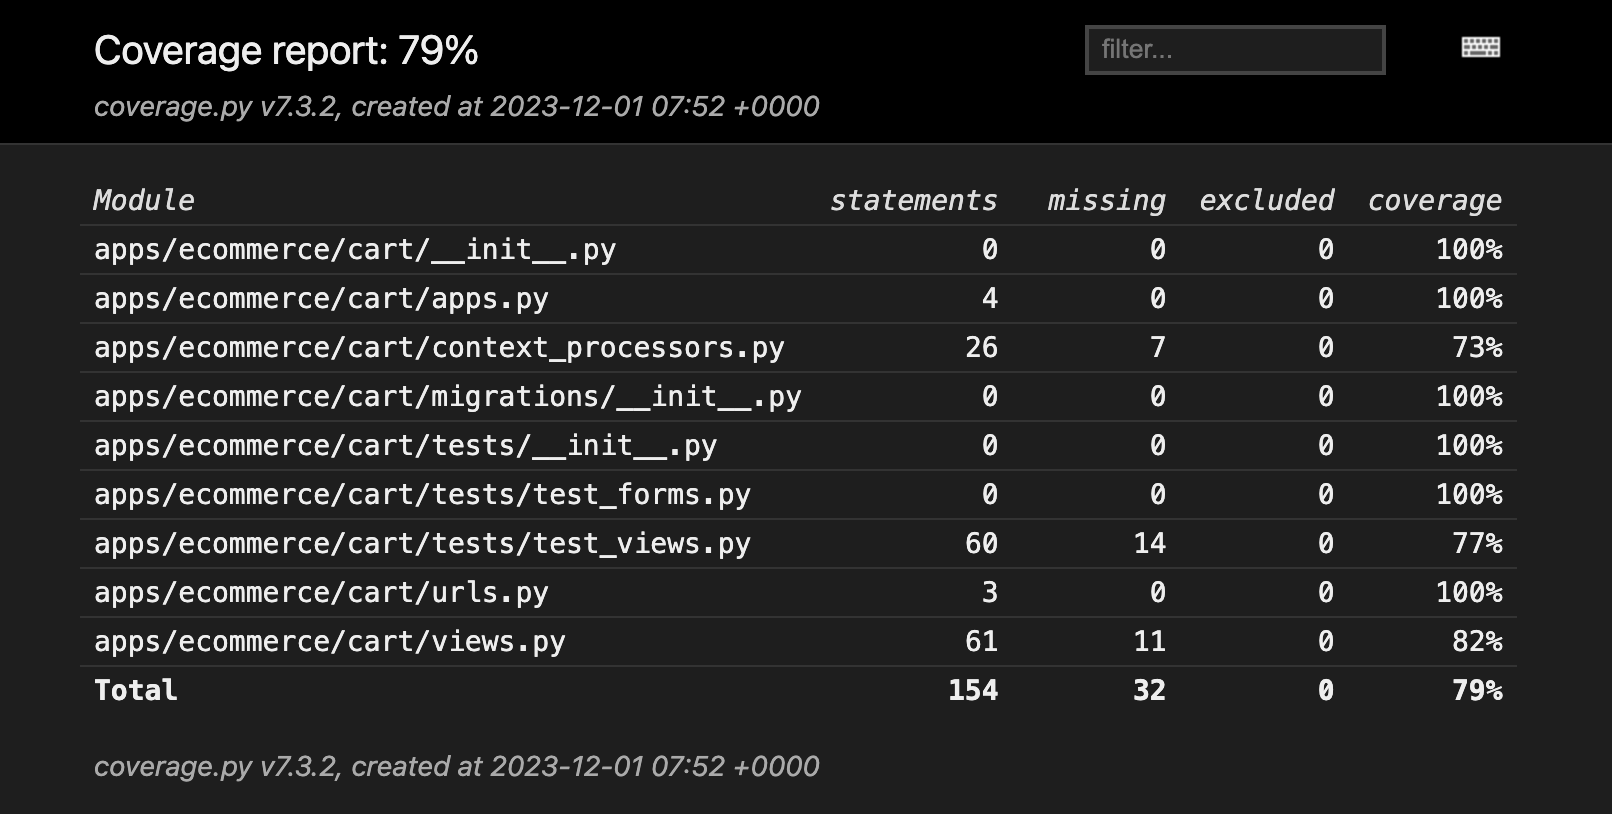 Coverage report: 79%
filter...
coverage.py v7.3.2, created at 2023-12-01 07:52 +0000
Module statements missing excluded coverage
apps/ecommerce/cart/__init__.py 0 0 0 100%
apps/ecommerce/cart/apps.py 4 0 0 100%
apps/ecommerce/cart/context_processors.py 26 7 0 73%
apps/ecommerce/cart/migrations/__init__.py 0 0 0 100%
apps/ecommerce/cart/tests/__init__.py 0 0 0 100%
apps/ecommerce/cart/tests/test_forms.py 0 0 0 100%
apps/ecommerce/cart/tests/test_views.py 60 14 0 77%
apps/ecommerce/cart/urls.py 3 0 0 100%
apps/ecommerce/cart/views.py 61 11 0 82%
Total 154 32 0 79%
coverage.py v7.3.2, created at 2023-12-01 07:52 +0000